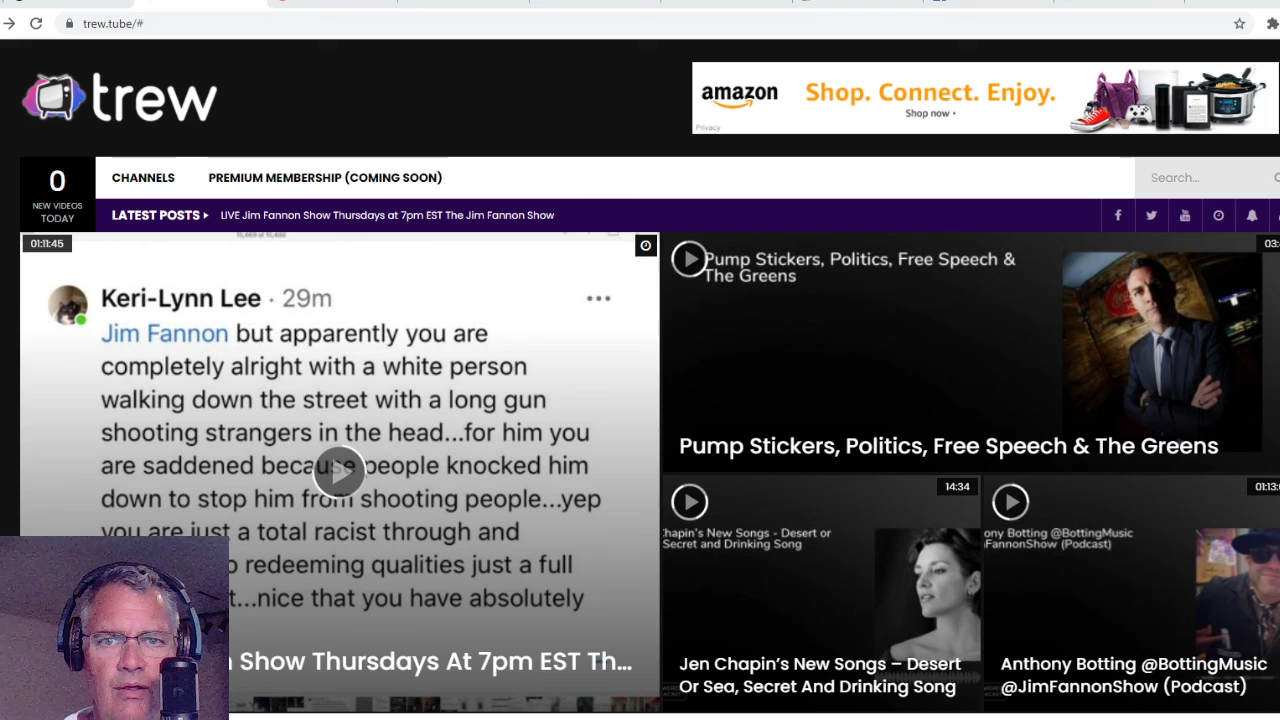 trew.tube/#
trew
amazon
Shop. Connect. Enjoy.
Shop now
Privacy
0
NEW VIDEOS
TODAY
CHANNELS
PREMIUM MEMBERSHIP (COMING SOON)
Search...
LATEST POSTS
LIVE Jim Fannon Show Thursdays at 7pm EST The Jim Fannon Show
01:11:45
Keri-Lynn Lee · 29m
Jim Fannon but apparently you are
completely alright with a white person
walking down the street with a long gun
shooting strangers in the head...for him you
are saddened because people knocked him
down to stop him from shooting people...yep
you are just a total racist through and
o redeeming qualities just a full
t...nice that you have absolutely
Show Thursdays At 7pm EST Th...
03:
Pump Stickers, Politics, Free Speech &
The Greens
Pump Stickers, Politics, Free Speech & The Greens
14:34
Chapin's New Songs - Desert or
Secret and Drinking Song
Jen Chapin's New Songs – Desert
Or Sea, Secret And Drinking Song
01:13:
ony Botting @BottingMusic
FannonShow (Podcast)
Anthony Botting @BottingMusic
@JimFannonShow (Podcast)